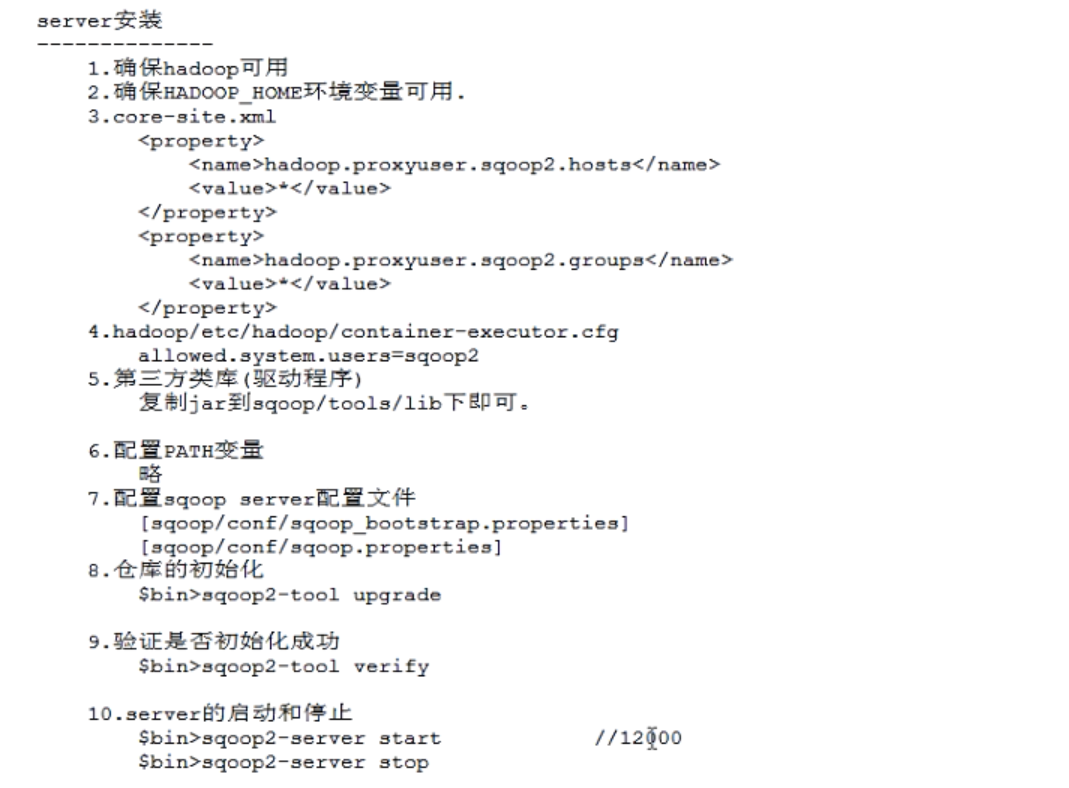 server安装
--------------
1.确保hadoop可用
2.确保HADOOP_HOME环境变量可用.
3.core-site.xml
<property>
<name>hadoop.proxyuser.sqoop2.hosts</name>
<value>*</value>
</property>
<property>
<name>hadoop.proxyuser.sqoop2.groups</name>
<value>*</value>
</property>
4.hadoop/etc/hadoop/container-executor.cfg
allowed.system.users=sqoop2
5.第三方类库(驱动程序)
复制jar到sqoop/tools/lib下即可。
6.配置PATH变量
略
7.配置sqoop server配置文件
[sqoop/conf/sqoop_bootstrap.properties]
[sqoop/conf/sqoop.properties]
8.仓库的初始化
$bin>sqoop2-tool upgrade
9.验证是否初始化成功
$bin>sqoop2-tool verify
10.server的启动和停止
$bin>sqoop2-server start //12000
$bin>sqoop2-server stop